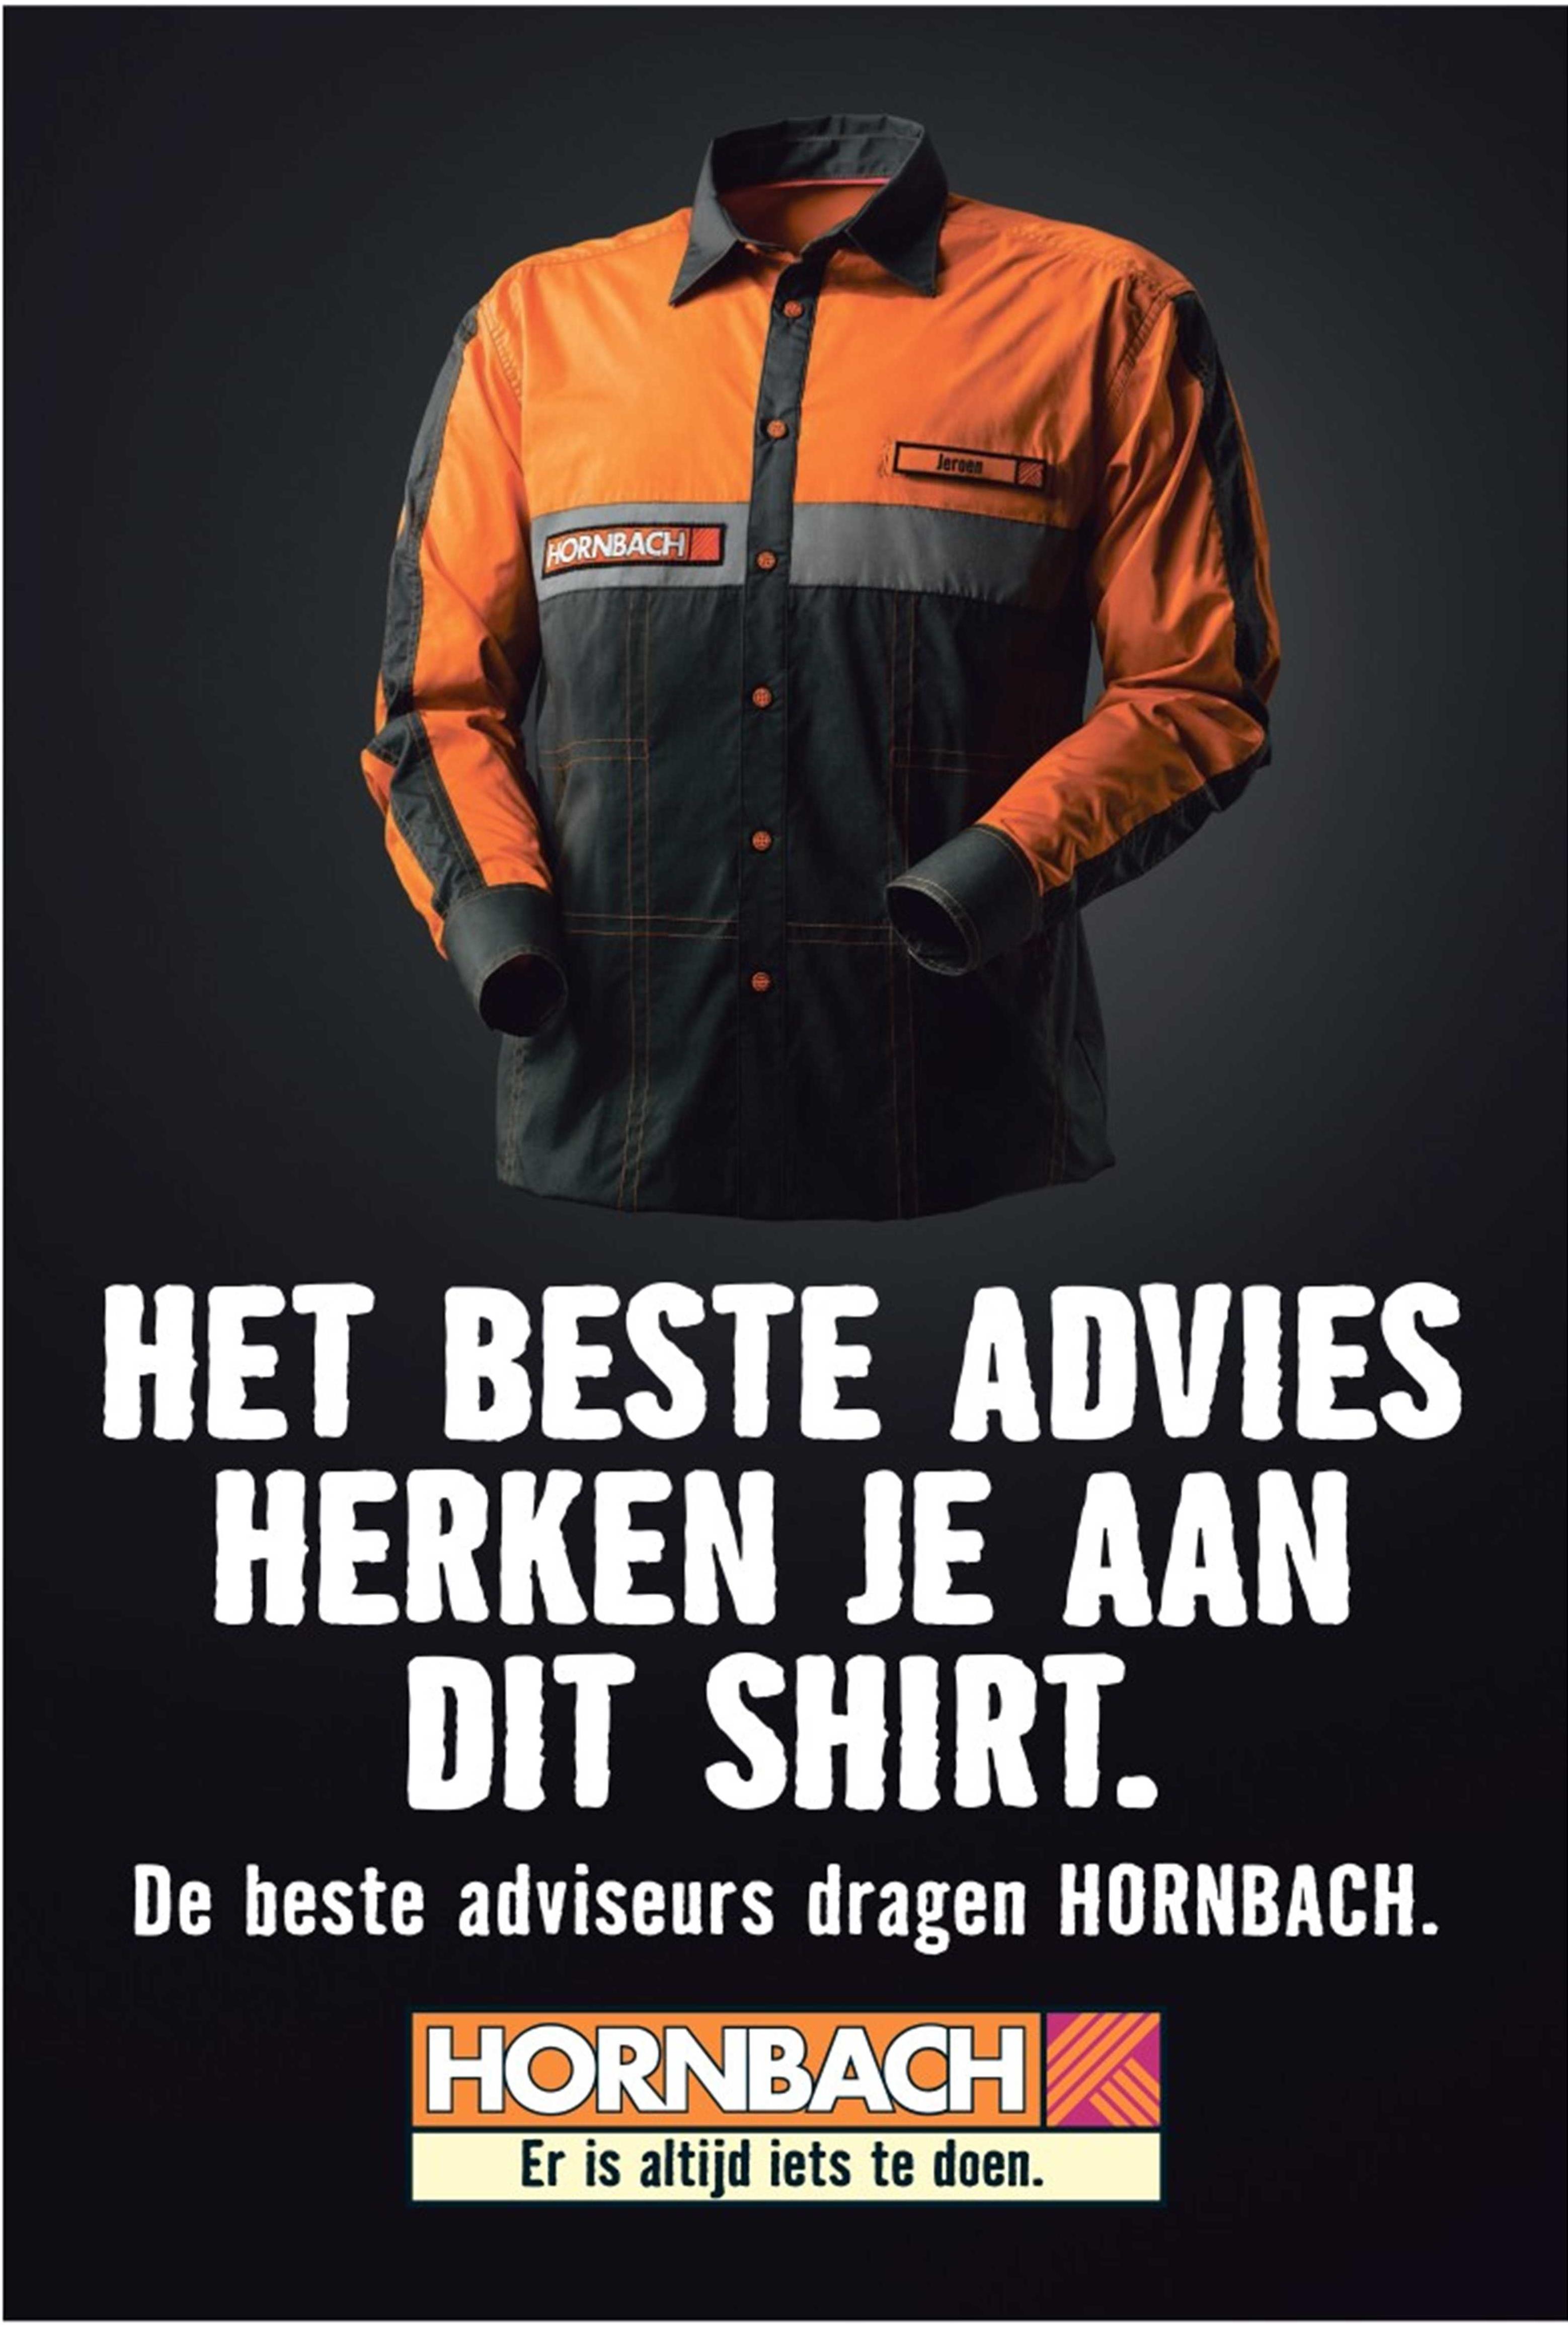 Jeroen
HORNBACH
HET BESTE ADVIES
HERKEN JE AAN
DIT SHIRT.
De beste adviseurs dragen HORNBACH.
HORNBACH
Er is altijd iets te doen.